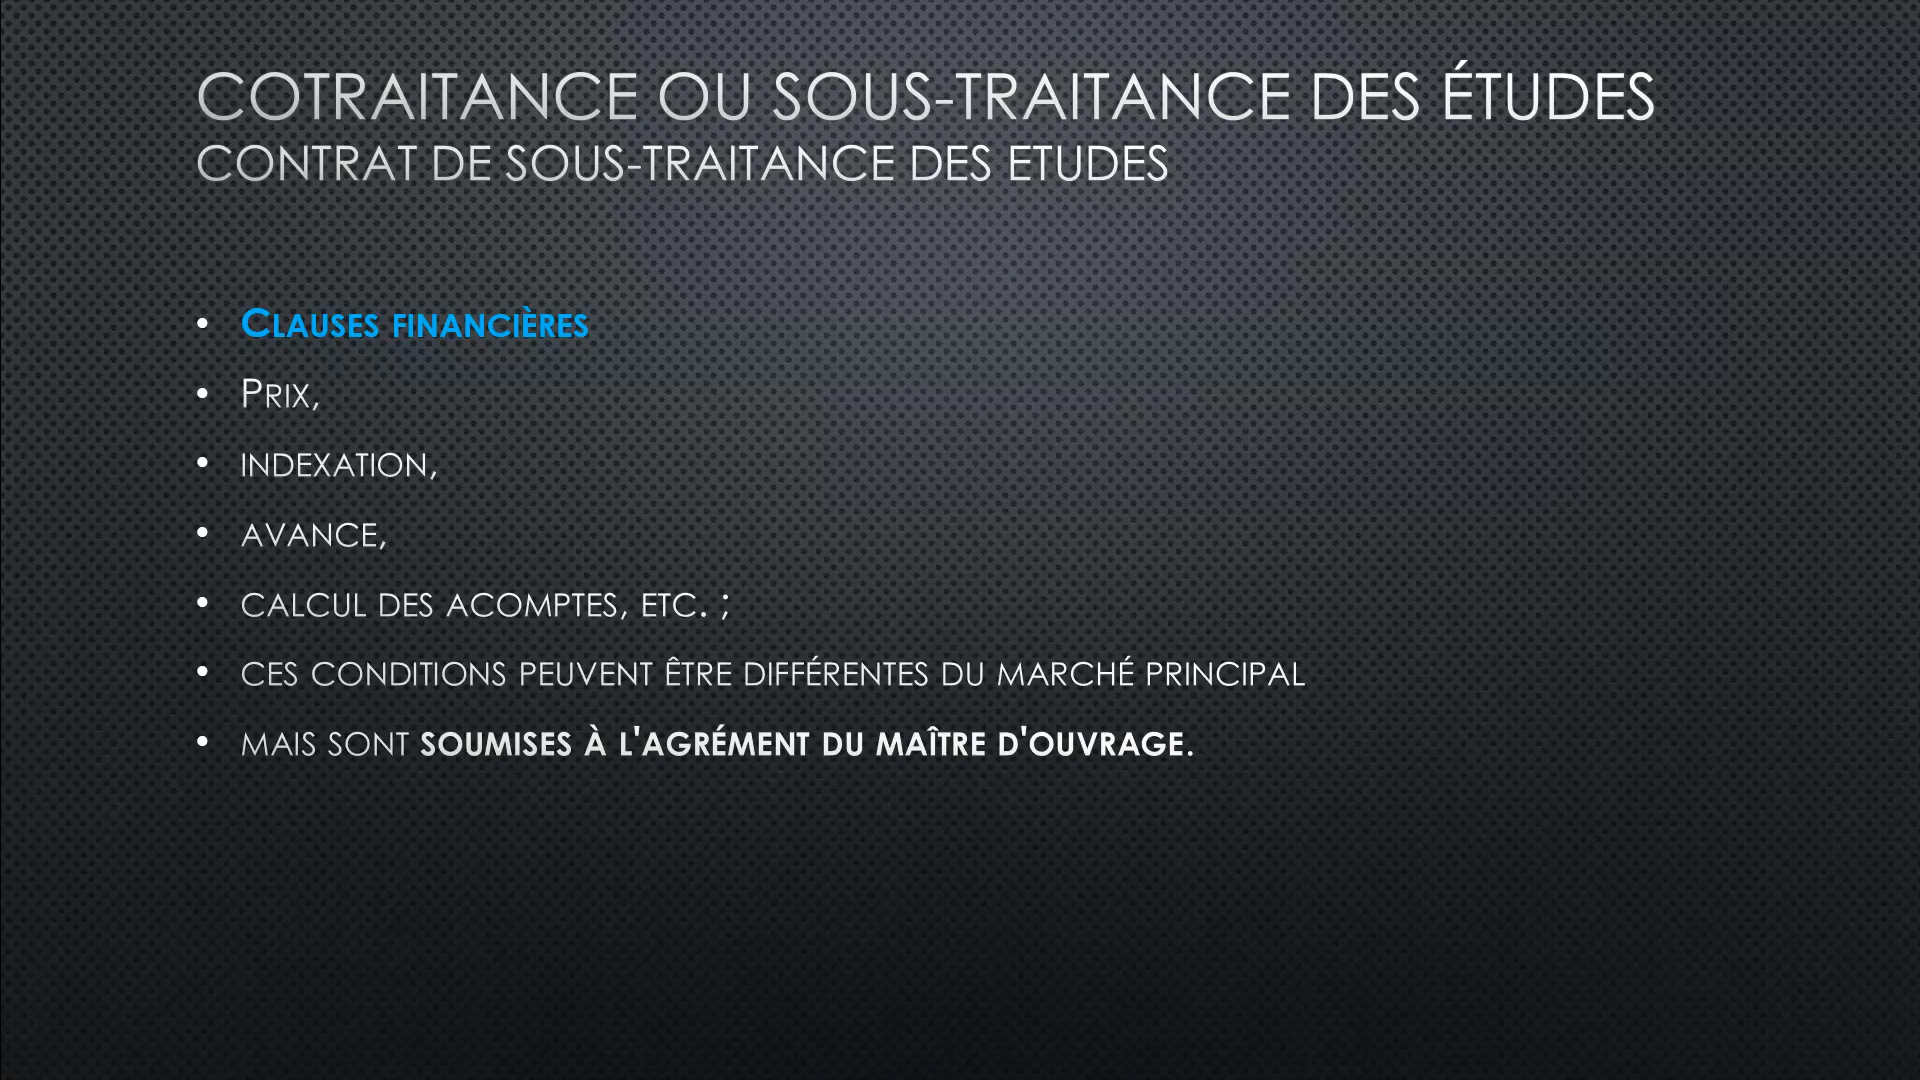 COTRAITANCE OU SOUS-TRAITANCE DES ÉTUDES
CONTRAT DE SOUS-TRAITANCE DES ETUDES
• CLAUSES FINANCIÈRES
• PRIX,
• INDEXATION,
• AVANCE,
• CALCUL DES ACOMPTES, ETC. ;
• CES CONDITIONS PEUVENT ÊTRE DIFFÉRENTES DU MARCHÉ PRINCIPAL
• MAIS SONT SOUMISES À L'AGRÉMENT DU MAÎTRE D'OUVRAGE.